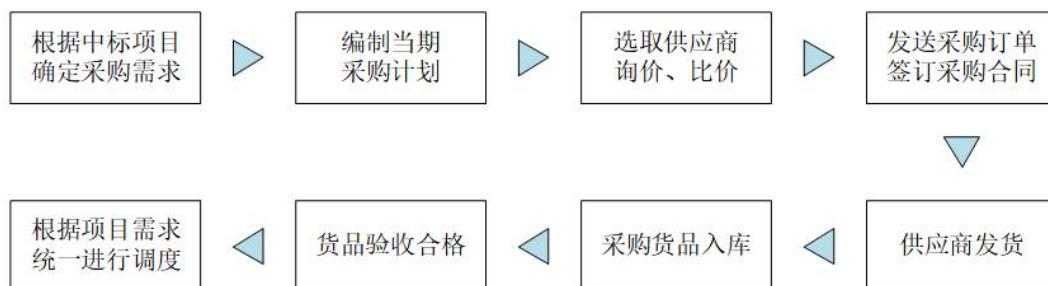 根据中标项目
确定采购需求
编制当期
采购计划
选取供应商
询价、比价
发送采购订单
签订采购合同
供应商发货
采购货品入库
货品验收合格
根据项目需求
统一进行调度